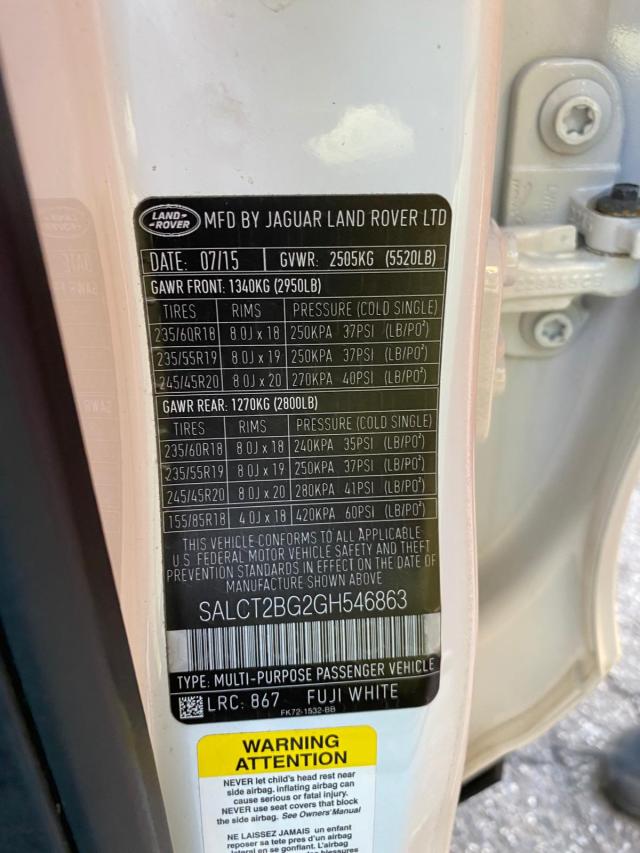 LAND-
ROVER
MFD BY JAGUAR LAND ROVER LTD
DATE: 07/15 GVWR: 2505KG (5520LB)
GAWR FRONT: 1340KG (2950LB)
TIRES RIMS PRESSURE (COLD SINGLE)
235/60R18 8.0J x 18 250KPA 37PSI (LB/PO²)
235/55R19 8.0J x 19 250KPA 37PSI (LB/PO²)
245/45R20 8.0J x 20 270KPA 40PSI (LB/PO²)
GAWR REAR: 1270KG (2800LB)
TIRES RIMS PRESSURE (COLD SINGLE)
235/60R18 8.0J x 18 240KPA 35PSI (LB/PO²)
235/55R19 8.0J x 19 250KPA 37PSI (LB/PO²)
245/45R20 8.0J x 20 280KPA 41PSI (LB/PO²)
155/85R18 4.0J x 18 420KPA 60PSI (LB/PO²)
THIS VEHICLE CONFORMS TO ALL APPLICABLE
U.S. FEDERAL MOTOR VEHICLE SAFETY AND THEFT
PREVENTION STANDARDS IN EFFECT ON THE DATE OF
MANUFACTURE SHOWN ABOVE
SALCT2BG2GH546863
TYPE: MULTI-PURPOSE PASSENGER VEHICLE
LRC: 867 FUJI WHITE
FK72-1532-BB
WARNING
ATTENTION
NEVER let child's head rest near
side airbag. inflating airbag can
cause serious or fatal injury.
NEVER use seat covers that block
the side airbag. See Owners' Manual
NE LAISSEZ JAMAIS un enfant
reposer sa tete pres d'un airbag
lateral en se gonflant. L'airbag